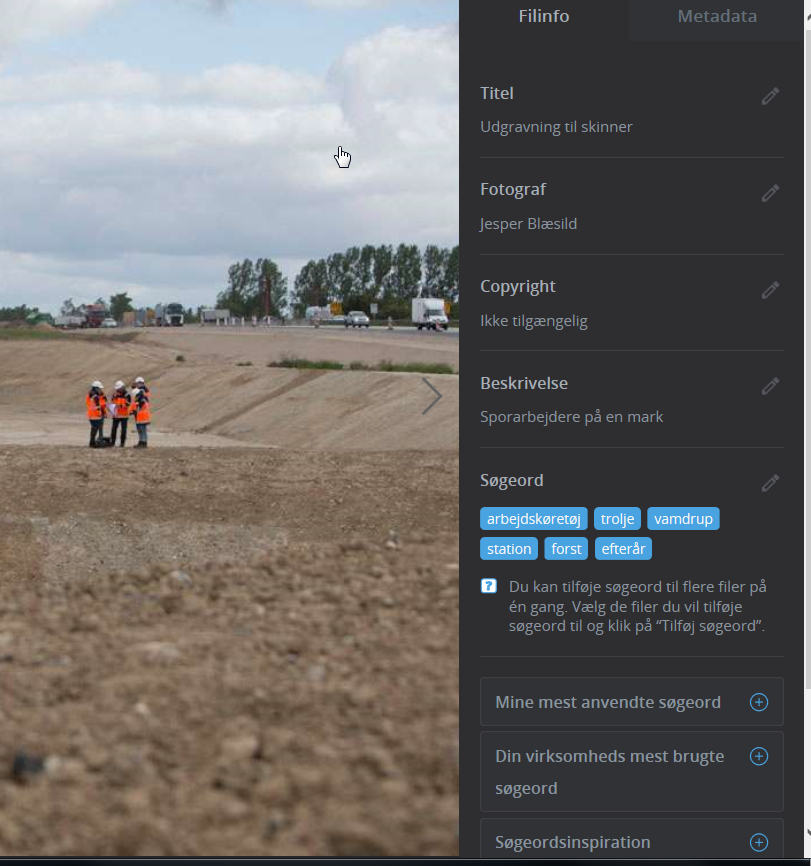 Filinfo
Metadata
Titel
Udgravning til skinner
Fotograf
Jesper Blæsild
Copyright
Ikke tilgængelig
Beskrivelse
Sporarbejdere på en mark
Søgeord
arbejdskøretøj trolje vamdrup
station forst efterår
? Du kan tilføje søgeord til flere filer på
én gang. Vælg de filer du vil tilføje
søgeord til og klik på “Tilføj søgeord”.
Mine mest anvendte søgeord
Din virksomheds mest brugte
søgeord
Søgeordsinspiration